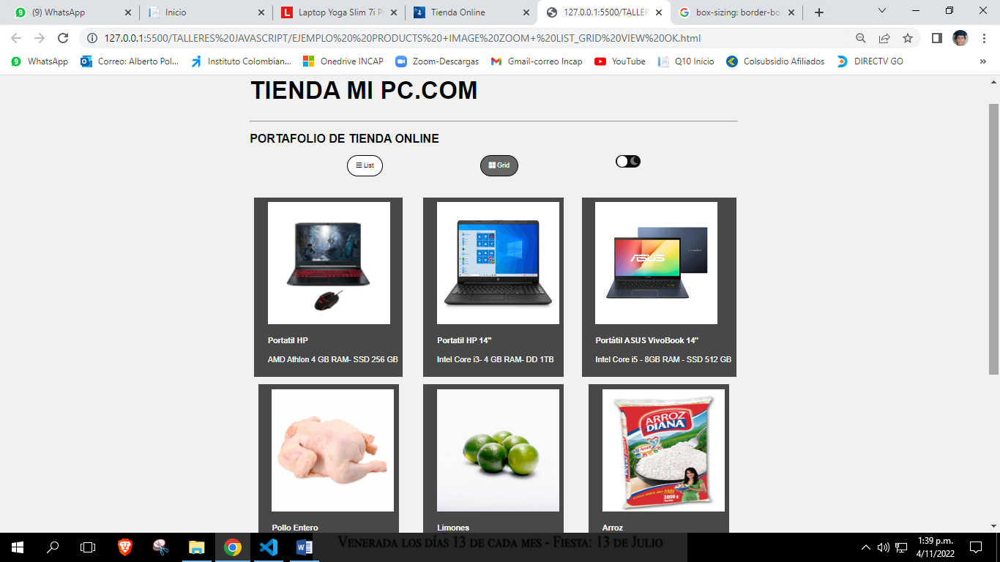 (9) WhatsApp
Inicio
Laptop Yoga Slim 7i P
Tienda Online
127.0.0.1:5500/TALLER
box-sizing: border-bo
127.0.0.1:5500/TALLERES%20JAVASCRIPT/EJEMPLO%20%20PRODUCTS%20+IMAGE%20ZOOM+%20LIST_GRID%20VIEW%20OK.html
WhatsApp
Correo: Alberto Pol...
Instituto Colombian...
Onedrive INCAP
Zoom-Descargas
Gmail-correo Incap
YouTube
Q10 Inicio
Colsubsidio Afiliados
DIRECTV GO
»
TIENDA MI PC.COM
PORTAFOLIO DE TIENDA ONLINE
List
Grid
ASUS
Portatil HP
AMD Athlon 4 GB RAM- SSD 256 GB
Portatil HP 14"
Intel Core i3- 4 GB RAM- DD 1TB
Portátil ASUS VivoBook 14"
Intel Core i5 - 8GB RAM - SSD 512 GB
ARROZ
DIANA
3000 g
Pollo Entero
Limones
Arroz
Venerada los días 13 de cada mes - Fiesta: 13 de Julio
1:39 p.m.
4/11/2022